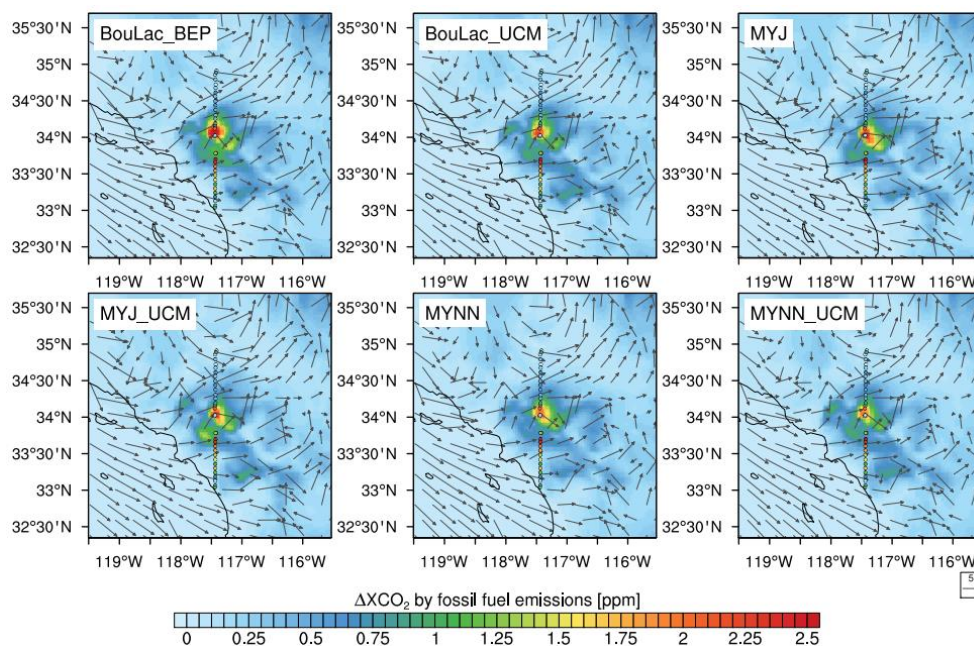 BouLac_BEP BouLac_UCM MYJ
35°30'N 35°30'N 35°30'N
35°N 35°N 35°N
34°30'N 34°30'N 34°30'N
34°N 34°N 34°N
33°30'N 33°30'N 33°30'N
33°N 33°N 33°N
32°30'N 32°30'N 32°30'N
119°W 118°W 117°W 116°W 119°W 118°W 117°W 116°W 119°W 118°W 117°W 116°W
MYJ_UCM MYNN MYNN_UCM
35°30'N 35°30'N 35°30'N
35°N 35°N 35°N
34°30'N 34°30'N 34°30'N
34°N 34°N 34°N
33°30'N 33°30'N 33°30'N
33°N 33°N 33°N
32°30'N 32°30'N 32°30'N
119°W 118°W 117°W 116°W 119°W 118°W 117°W 116°W 119°W 118°W 117°W 116°W
5
ΔXCO₂ by fossil fuel emissions [ppm]
0 0.25 0.5 0.75 1 1.25 1.5 1.75 2 2.25 2.5